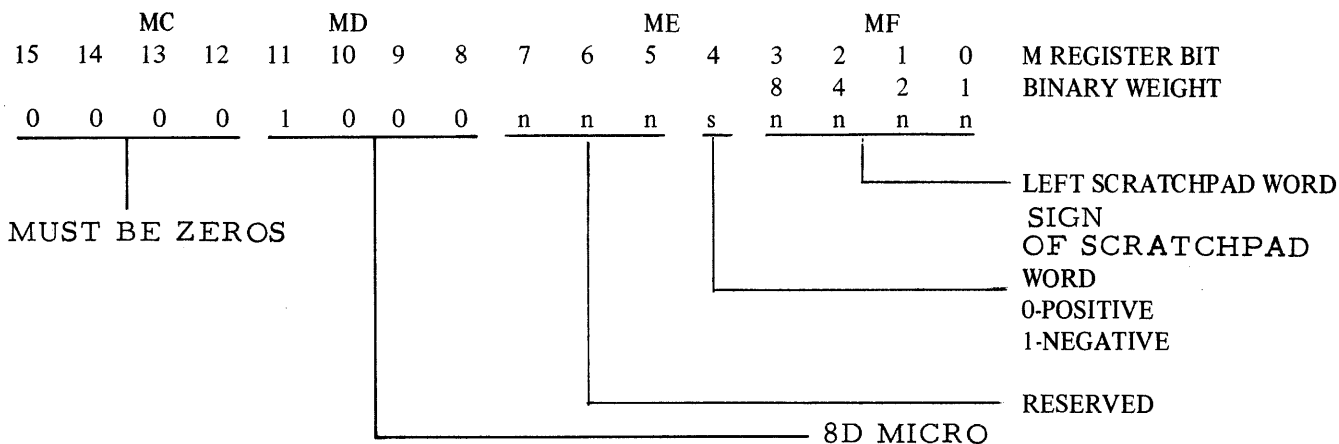 MC MD ME MF
15 14 13 12 11 10 9 8 7 6 5 4 3 2 1 0 M REGISTER BIT
8 4 2 1 BINARY WEIGHT
0 0 0 0 1 0 0 0 n n n s n n n n
LEFT SCRATCHPAD WORD
MUST BE ZEROS
SIGN
OF SCRATCHPAD
WORD
0-POSITIVE
1-NEGATIVE
RESERVED
8D MICRO